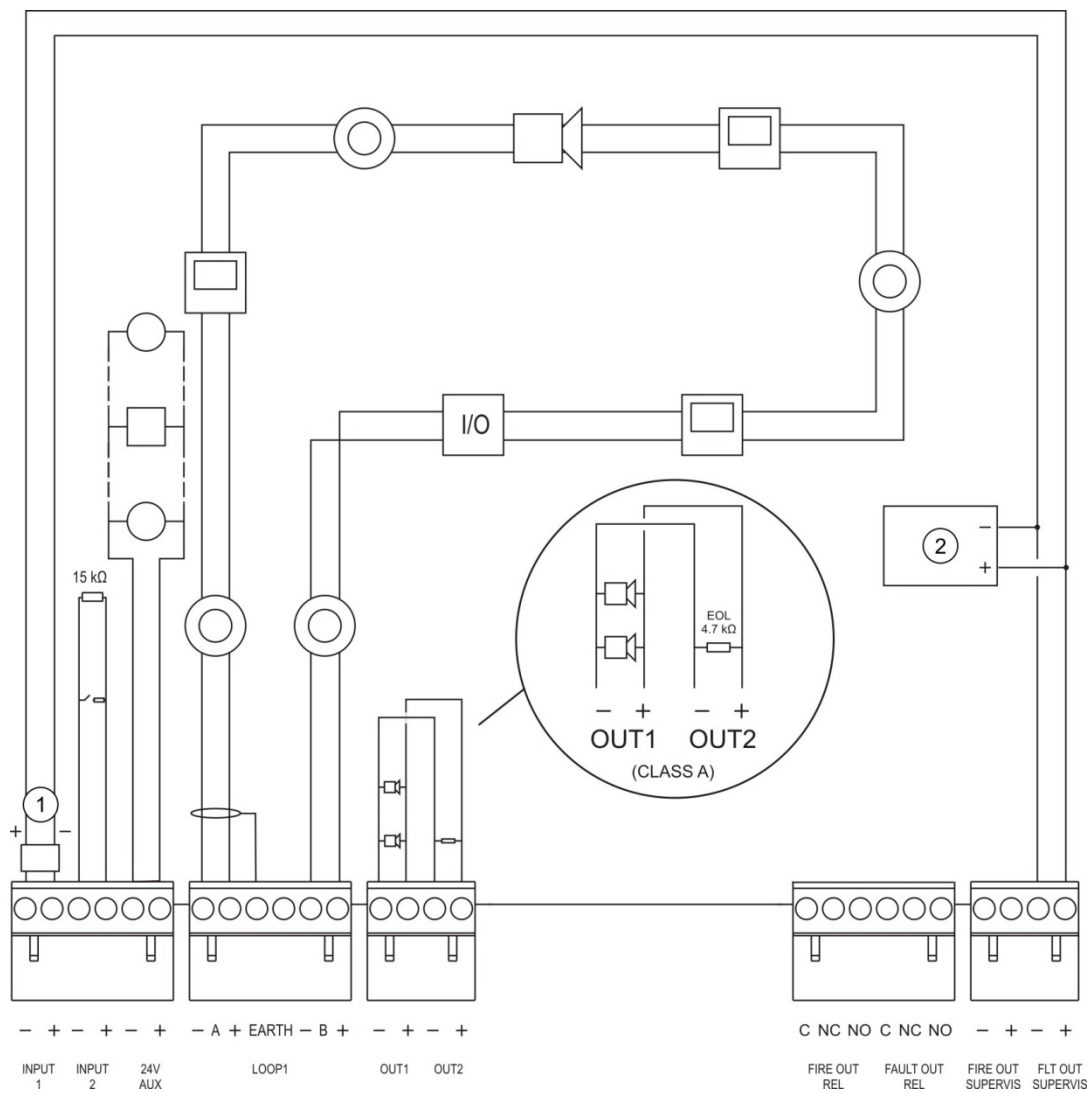 I/O
2
−
+
15 kΩ
EOL
4.7 kΩ
− + − +
OUT1 OUT2
(CLASS A)
1
+ −
− + − + − + − A + EARTH − B + − + − + C NC NO C NC NO − + − +
INPUT 1
INPUT 2
24V AUX
LOOP1
OUT1
OUT2
FIRE OUT REL
FAULT OUT REL
FIRE OUT SUPERVIS
FLT OUT SUPERVIS